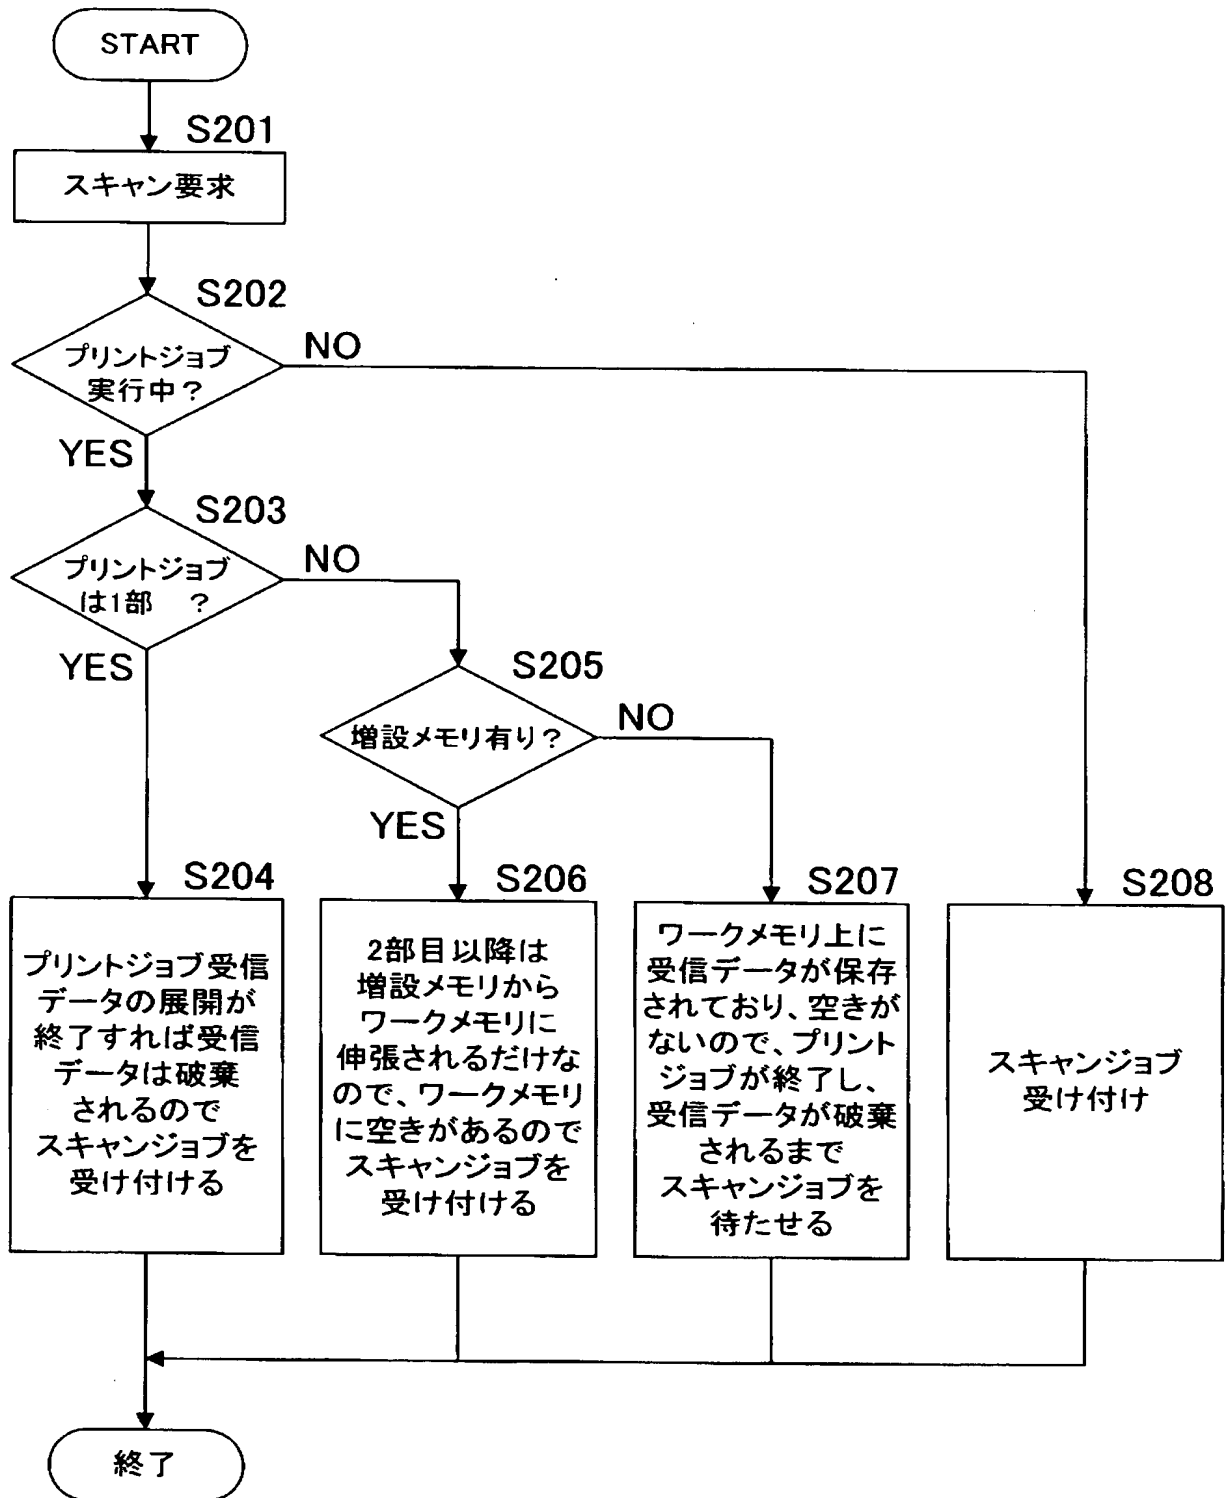 START
S201
スキャン要求
S202
プリントジョブ
実行中?
NO
YES
S203
プリントジョブ
は1部 ?
NO
YES
S205
増設メモリ有り?
NO
YES
S204
プリントジョブ受信
データの展開が
終了すれば受信
データは破棄
されるので
スキャンジョブを
受け付ける
S206
2部目以降は
増設メモリから
ワークメモリに
伸張されるだけな
ので、ワークメモリ
に空きがあるので
スキャンジョブを
受け付ける
S207
ワークメモリ上に
受信データが保存
されており、空きが
ないので、プリント
ジョブが終了し、
受信データが破棄
されるまで
スキャンジョブを
待たせる
S208
スキャンジョブ
受け付け
終了